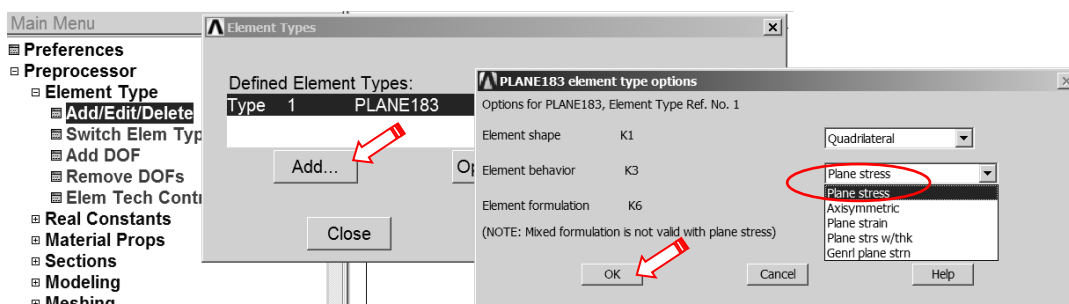 Main Menu
Preferences
Preprocessor
Element Type
Add/Edit/Delete
Switch Elem Typ
Add DOF
Remove DOFs
Elem Tech Contr
Real Constants
Material Props
Sections
Modeling
Meshing
Element Types
Defined Element Types:
Type 1 PLANE183
Add...
Op
Close
PLANE183 element type options
Options for PLANE183, Element Type Ref. No. 1
Element shape K1 Quadrilateral
Element behavior K3 Plane stress
Plane stress
Axisymmetric
Plane strain
Plane strs w/thk
Genrl plane strn
Element formulation K6
(NOTE: Mixed formulation is not valid with plane stress)
OK Cancel Help